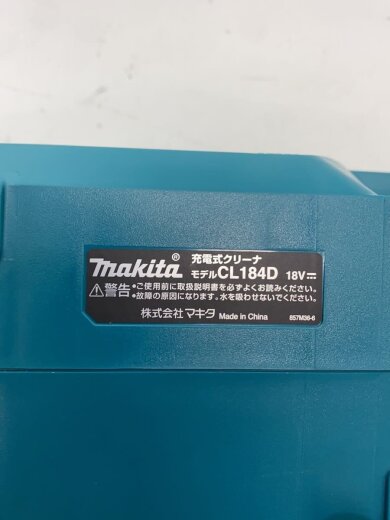 makita® 充電式クリーナ
モデルCL184D 18V⎓
⚠警告 •ご使用前に取扱説明書を必ずよくお読みください。
•故障の原因になります。水を吸わせないでください。
株式会社マキタ Made in China 857M36-6